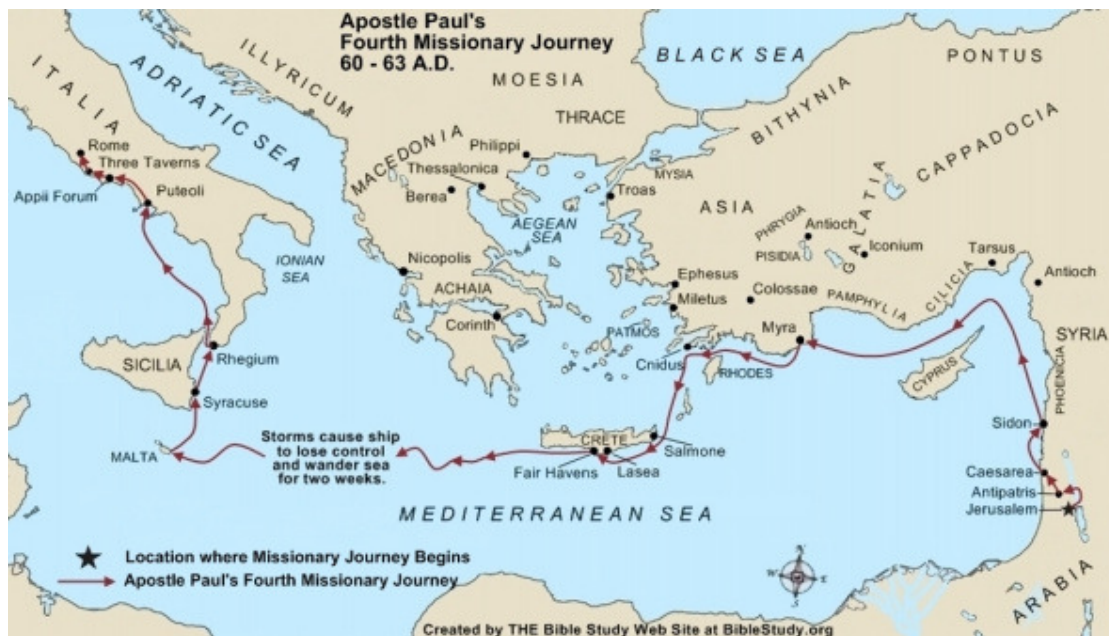 Apostle Paul's
Fourth Missionary Journey
60 - 63 A.D.
BLACK SEA
PONTUS
ILLYRICUM
MOESIA
ITALIA
ADRIATIC SEA
THRACE
BITHYNIA
CAPPADOCIA
MACEDONIA
Philippi
Rome
Three Taverns
Thessalonica
MYSIA
Appii Forum
Puteoli
Berea
Troas
ASIA
GALATIA
PHRYGIA
Antioch
AEGEAN
SEA
IONIAN
SEA
PISIDIA
Iconium
Tarsus
Nicopolis
Ephesus
Antioch
ACHAIA
Colossae
CILICIA
Miletus
PAMPHYLIA
Corinth
PATMOS
Myra
SYRIA
SICILIA
Rhegium
Cnidus
RHODES
CYPRUS
PHOENICIA
Syracuse
Sidon
Storms cause ship
to lose control
and wander sea
for two weeks.
MALTA
CRETE
Salmone
Fair Havens
Lasea
Caesarea
Antipatris
Jerusalem
MEDITERRANEAN SEA
Location where Missionary Journey Begins
Apostle Paul's Fourth Missionary Journey
N
W
E
S
ARABIA
Created by THE Bible Study Web Site at BibleStudy.org